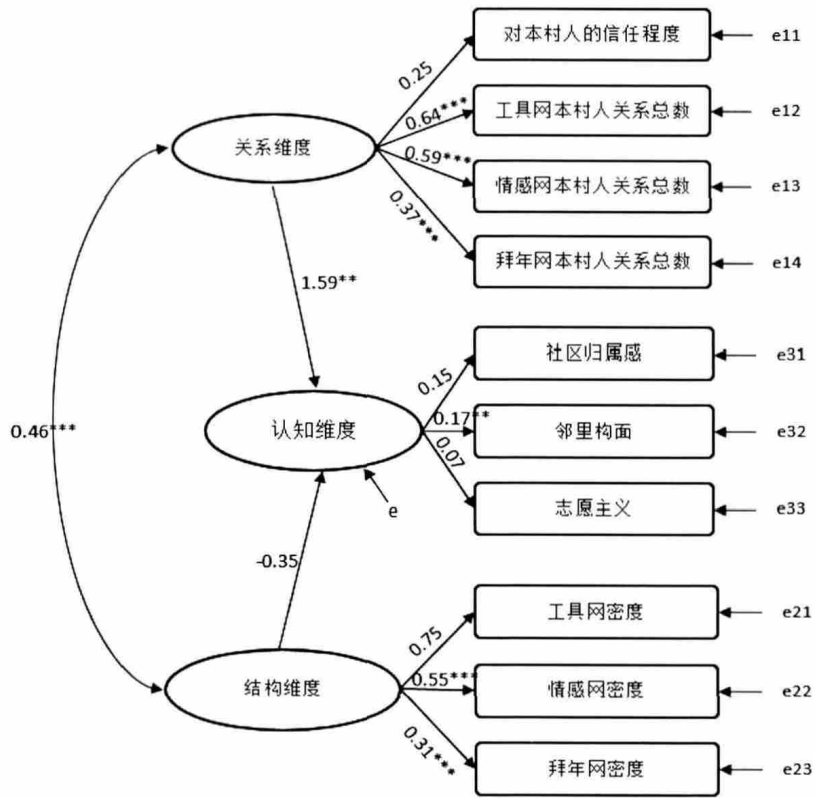 对本村人的信任程度
e11
0.25
工具网本村人关系总数
e12
0.64***
关系维度
情感网本村人关系总数
e13
0.59***
拜年网本村人关系总数
e14
0.37***
1.59**
社区归属感
e31
0.15
认知维度
邻里构面
e32
0.17**
0.46***
志愿主义
e33
0.07
e
-0.35
工具网密度
e21
0.75
结构维度
情感网密度
e22
0.55***
拜年网密度
e23
0.31***